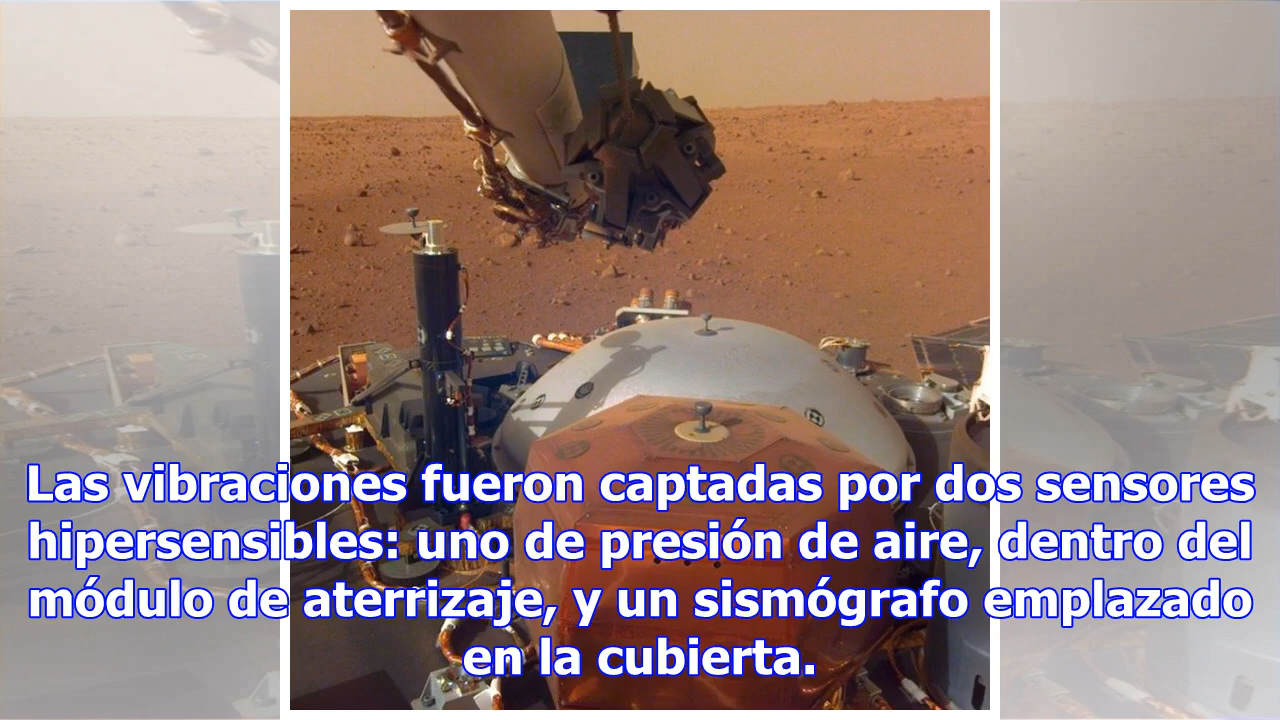 Las vibraciones fueron captadas por dos sensores
hipersensibles: uno de presión de aire, dentro del
módulo de aterrizaje, y un sismógrafo emplazado
en la cubierta.